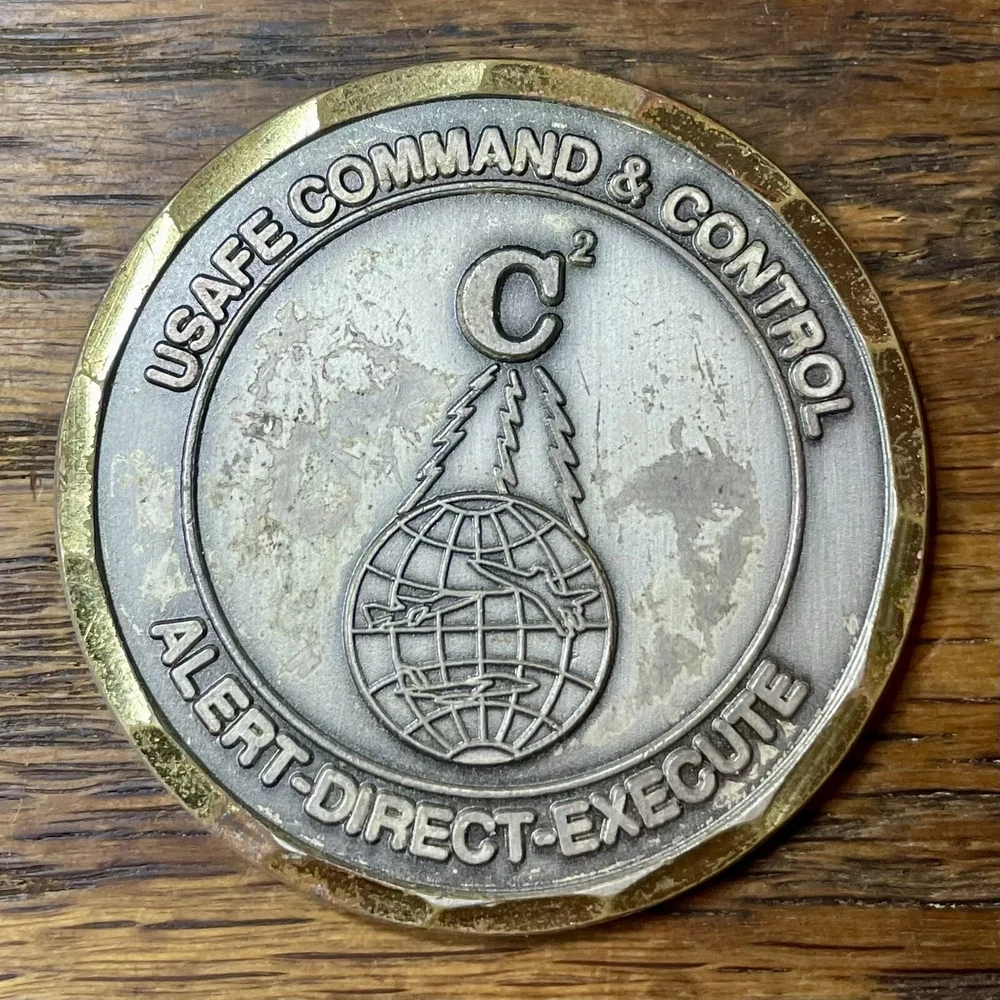 USAFE COMMAND & CONTROL
C²
ALERT-DIRECT-EXECUTE